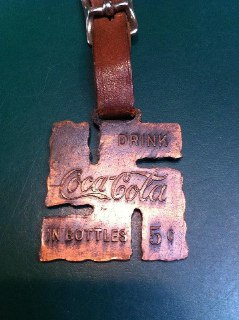 DRINK
Coca-Cola
IN BOTTLES 5¢